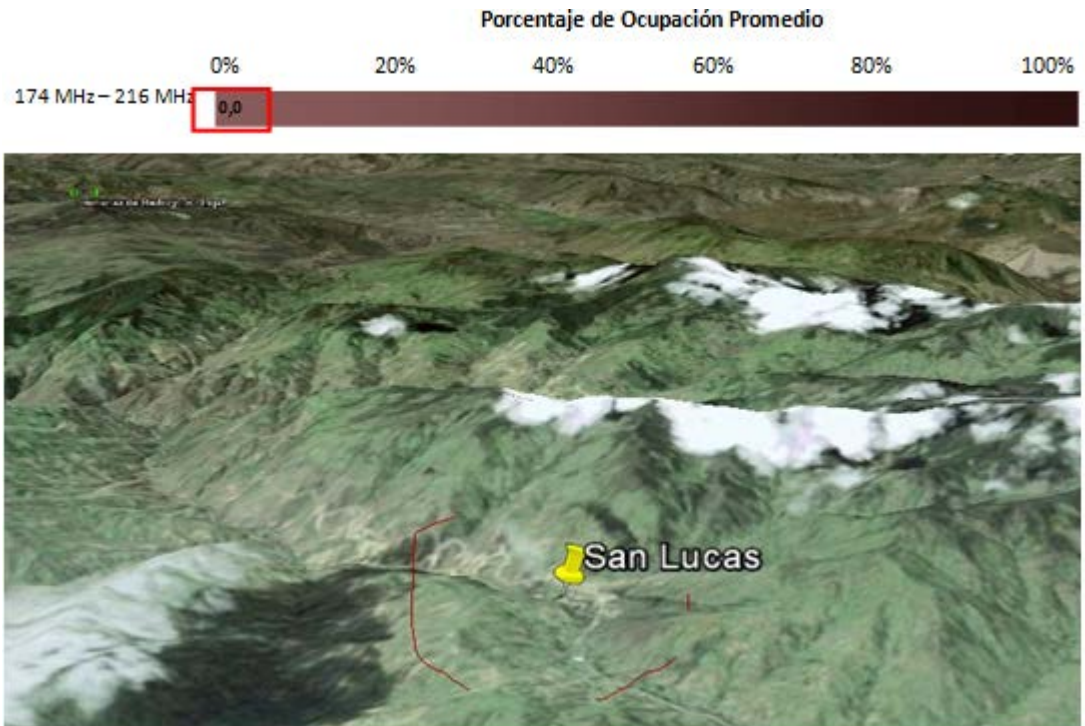 Porcentaje de Ocupación Promedio
0% 20% 40% 60% 80% 100%
174 MHz – 216 MHz
0,0
San Lucas